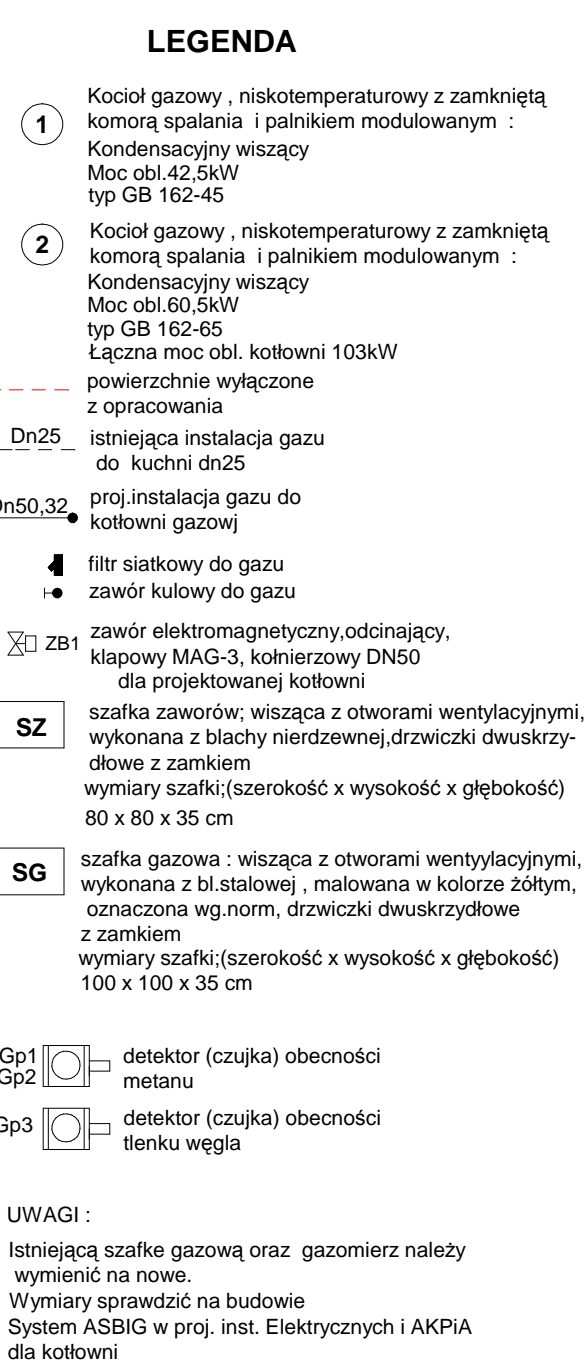 LEGENDA
Kocioł gazowy , niskotemperaturowy z zamkniętą
1 komorą spalania i palnikiem modulowanym :
Kondensacyjny wiszący
Moc obl.42,5kW
typ GB 162-45
2 Kocioł gazowy , niskotemperaturowy z zamkniętą
komorą spalania i palnikiem modulowanym :
Kondensacyjny wiszący
Moc obl.60,5kW
typ GB 162-65
Łączna moc obl. kotłowni 103kW
powierzchnie wyłączone
z opracowania
Dn25 istniejąca instalacja gazu
do kuchni dn25
Dn50,32 proj.instalacja gazu do
kotłowni gazowj
filtr siatkowy do gazu
zawór kulowy do gazu
ZB1 zawór elektromagnetyczny,odcinający,
klapowy MAG-3, kołnierzowy DN50
dla projektowanej kotłowni
SZ szafka zaworów; wisząca z otworami wentylacyjnymi,
wykonana z blachy nierdzewnej,drzwiczki dwuskrzy-
dłowe z zamkiem
wymiary szafki;(szerokość x wysokość x głębokość)
80 x 80 x 35 cm
SG szafka gazowa : wisząca z otworami wentyylacyjnymi,
wykonana z bl.stalowej , malowana w kolorze żółtym,
oznaczona wg.norm, drzwiczki dwuskrzydłowe
z zamkiem
wymiary szafki;(szerokość x wysokość x głębokość)
100 x 100 x 35 cm
Gp1 detektor (czujka) obecności
Gp2 metanu
Gp3 detektor (czujka) obecności
tlenku węgla
UWAGI :
Istniejącą szafke gazową oraz gazomierz należy
wymienić na nowe.
Wymiary sprawdzić na budowie
System ASBIG w proj. inst. Elektrycznych i AKPiA
dla kotłowni